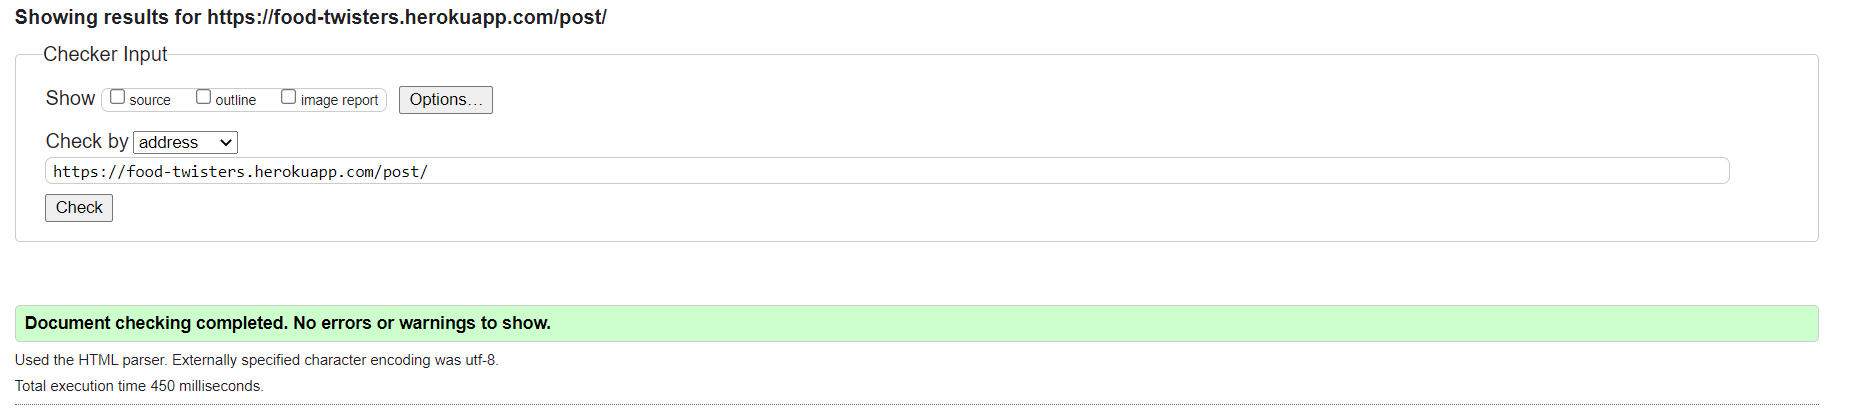 Showing results for https://food-twisters.herokuapp.com/post/
Checker Input
Show source outline image report Options...
Check by address
https://food-twisters.herokuapp.com/post/
Check
Document checking completed. No errors or warnings to show.
Used the HTML parser. Externally specified character encoding was utf-8.
Total execution time 450 milliseconds.